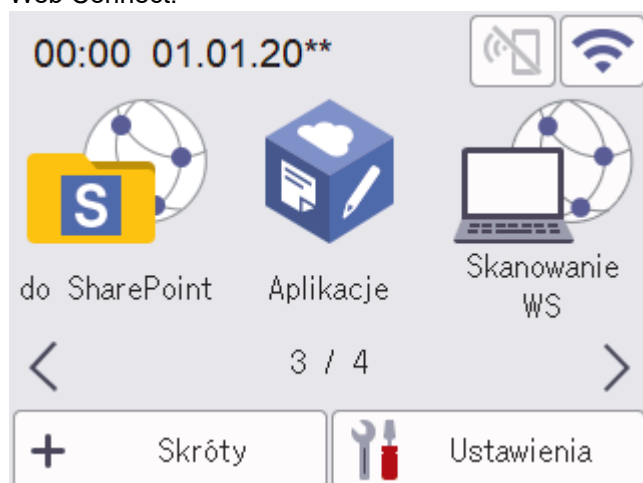 Web Connect.
00:00 01.01.20**
S
do SharePoint
Aplikacje
Skanowanie
WS
3 / 4
+ Skróty
Ustawienia